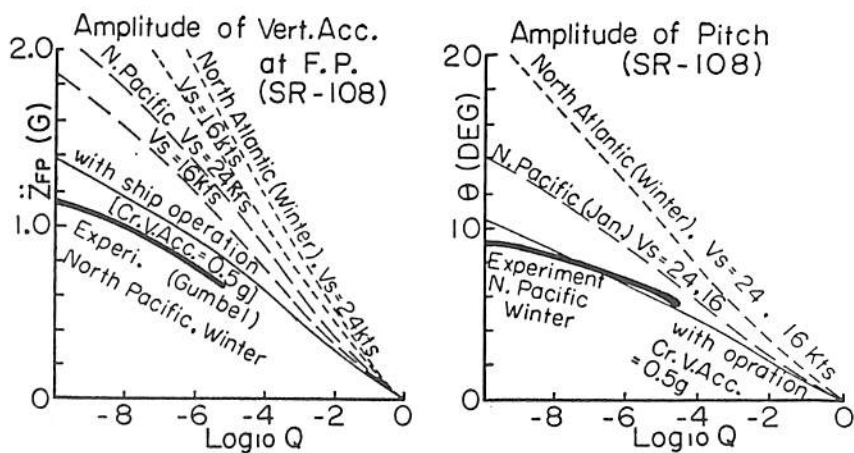 Amplitude of Vert.Acc.
at F.P.
(SR-108)
2.0
1.0
0
Z̈FP (G)
N.Pacific Vs=24kts
Vs=16kts
North Atlantic(Winter). Vs=24kts
Vs=16kts
with ship operation
[Cr.V.Acc.=0.5g]
Experi.
(Gumbel)
North Pacific, Winter
-8 -6 -4 -2 0
Log10 Q
Amplitude of Pitch
(SR-108)
20
10
0
θ (DEG)
North Atlantic(Winter). Vs=24 . 16 Kts
N.Pacific(Jan.) Vs=24,16
Experiment
N. Pacific
Winter
with opration
Cr.V.Acc.
=0.5g
-8 -6 -4 -2 0
Log10 Q